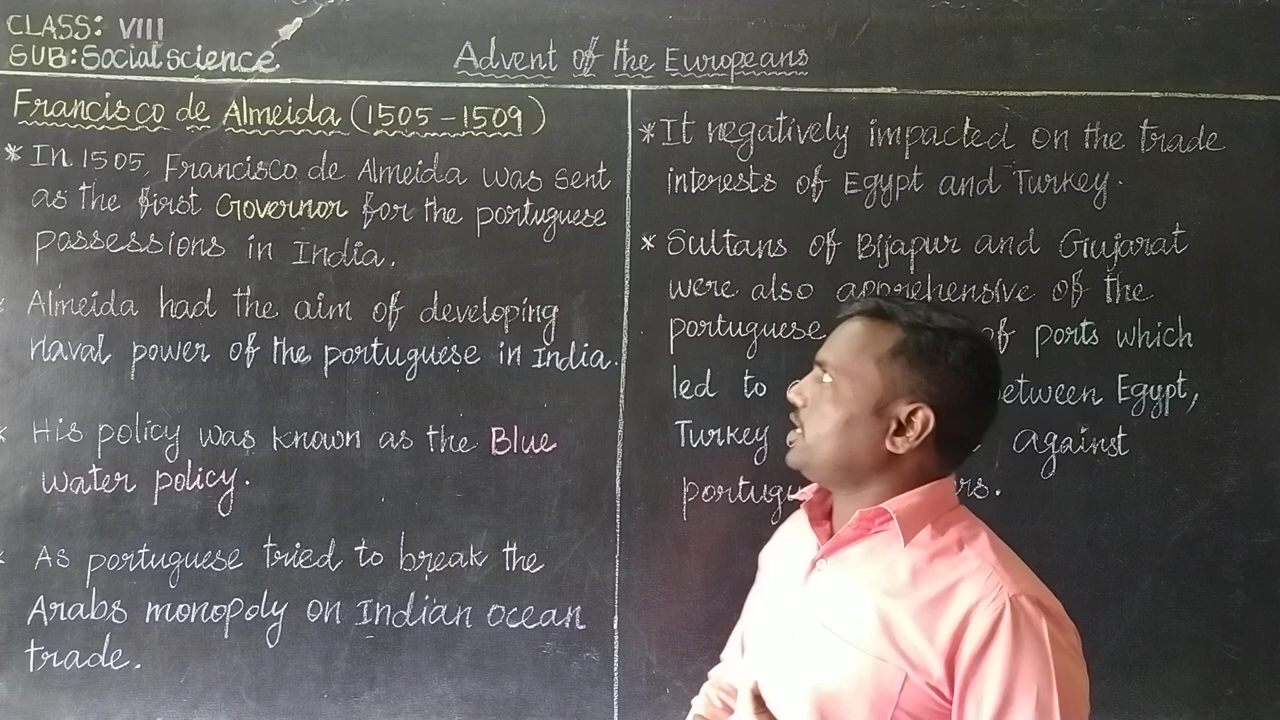 CLASS: VIII
SUB: Social science
Advent of the Europeans
Francisco de Almeida (1505-1509)
* In 1505, Francisco de Almeida was sent
as the first Governor for the portuguese
possessions in India.
* Almeida had the aim of developing
naval power of the portuguese in India.
* His policy was known as the Blue
water policy.
* As portuguese tried to break the
Arabs monopoly on Indian ocean
trade.
* It negatively impacted on the trade
interests of Egypt and Turkey.
* Sultans of Bijapur and Gujarat
were also apprehensive of the
portuguese of ports which
led to between Egypt,
Turkey against